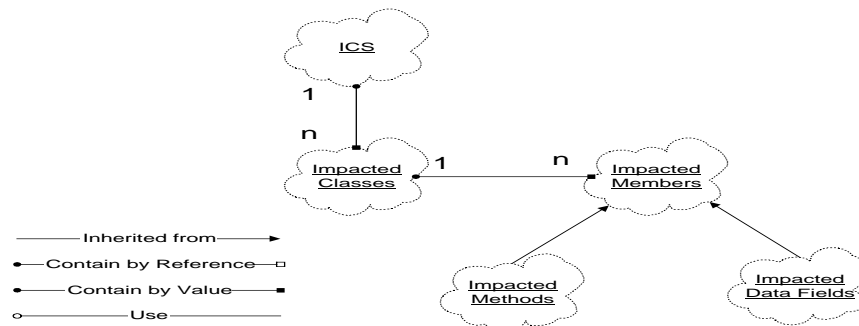 ICS
1
n
Impacted
Classes
1
n
Impacted
Members
Inherited from
Contain by Reference
Contain by Value
Use
Impacted
Methods
Impacted
Data Fields